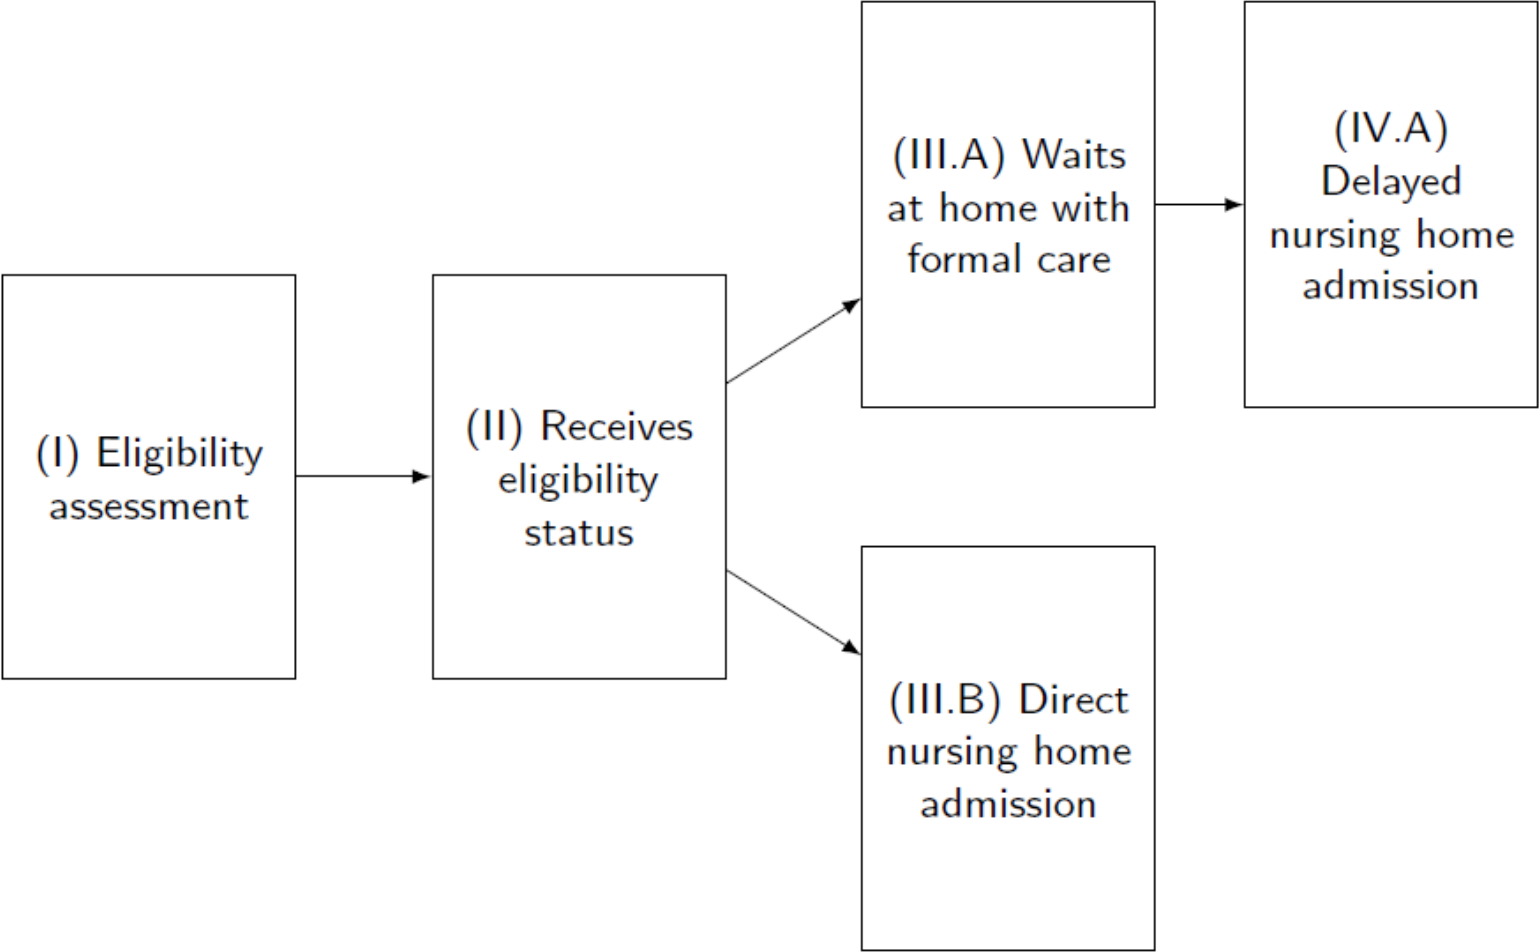 (I) Eligibility
assessment
(II) Receives
eligibility
status
(III.A) Waits
at home with
formal care
(IV.A)
Delayed
nursing home
admission
(III.B) Direct
nursing home
admission